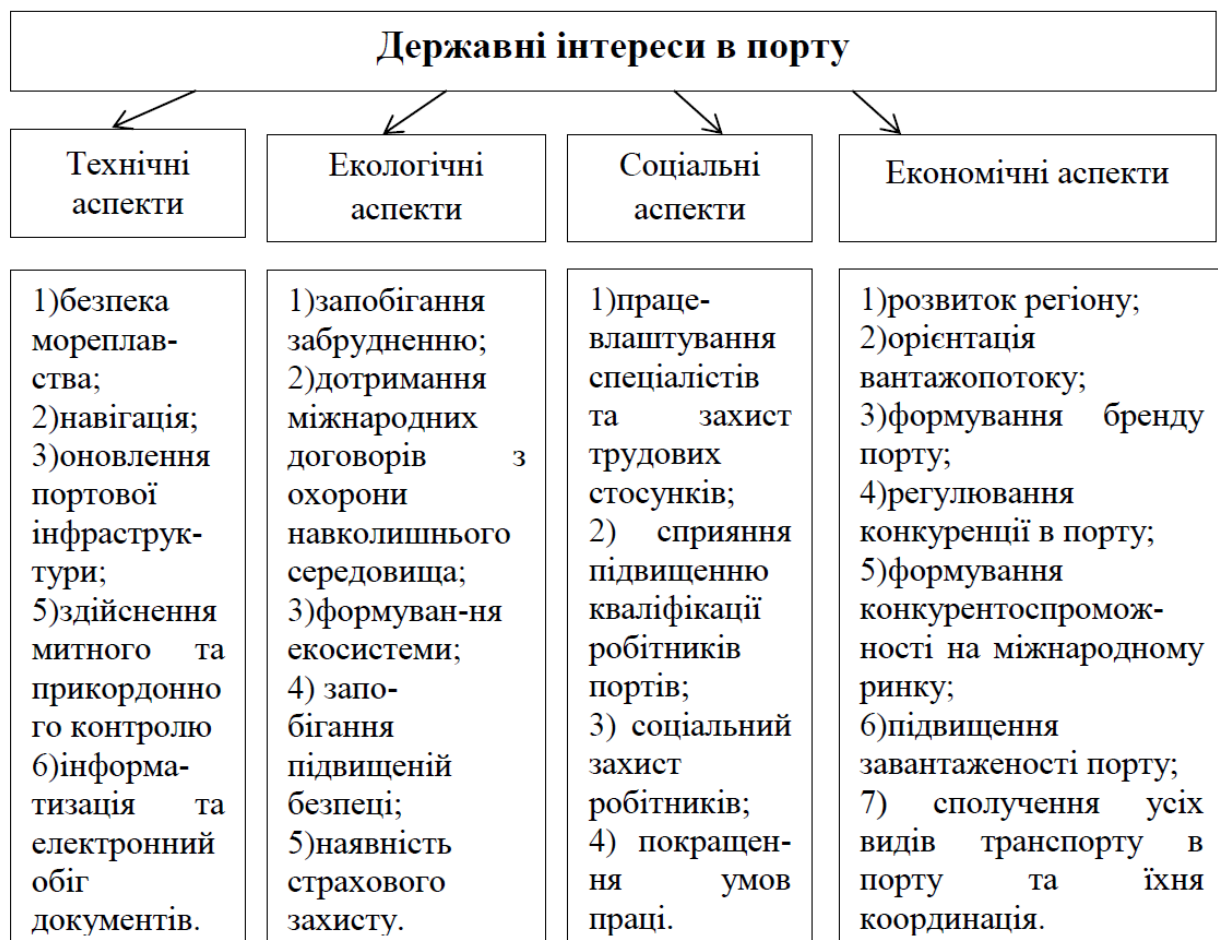 Державні інтереси в порту
Технічні
аспекти
Екологічні
аспекти
Соціальні
аспекти
Економічні аспекти
1)безпека
мореплав-
ства;
2)навігація;
3)оновлення
портової
інфраструк-
тури;
5)здійснення
митного та
прикордонно
го контролю
6)інформа-
тизація та
електронний
обіг
документів.
1)запобігання
забрудненню;
2)дотримання
міжнародних
договорів з
охорони
навколишнього
середовища;
3)формуван-ня
екосистеми;
4) запо-
бігання
підвищеній
безпеці;
5)наявність
страхового
захисту.
1)праце-
влаштування
спеціалістів
та захист
трудових
стосунків;
2) сприяння
підвищенню
кваліфікації
робітників
портів;
3) соціальний
захист
робітників;
4) покращен-
ня умов
праці.
1)розвиток регіону;
2)орієнтація
вантажопотоку;
3)формування бренду
порту;
4)регулювання
конкуренції в порту;
5)формування
конкурентоспромож-
ності на міжнародному
ринку;
6)підвищення
завантаженості порту;
7) сполучення усіх
видів транспорту в
порту та їхня
координація.